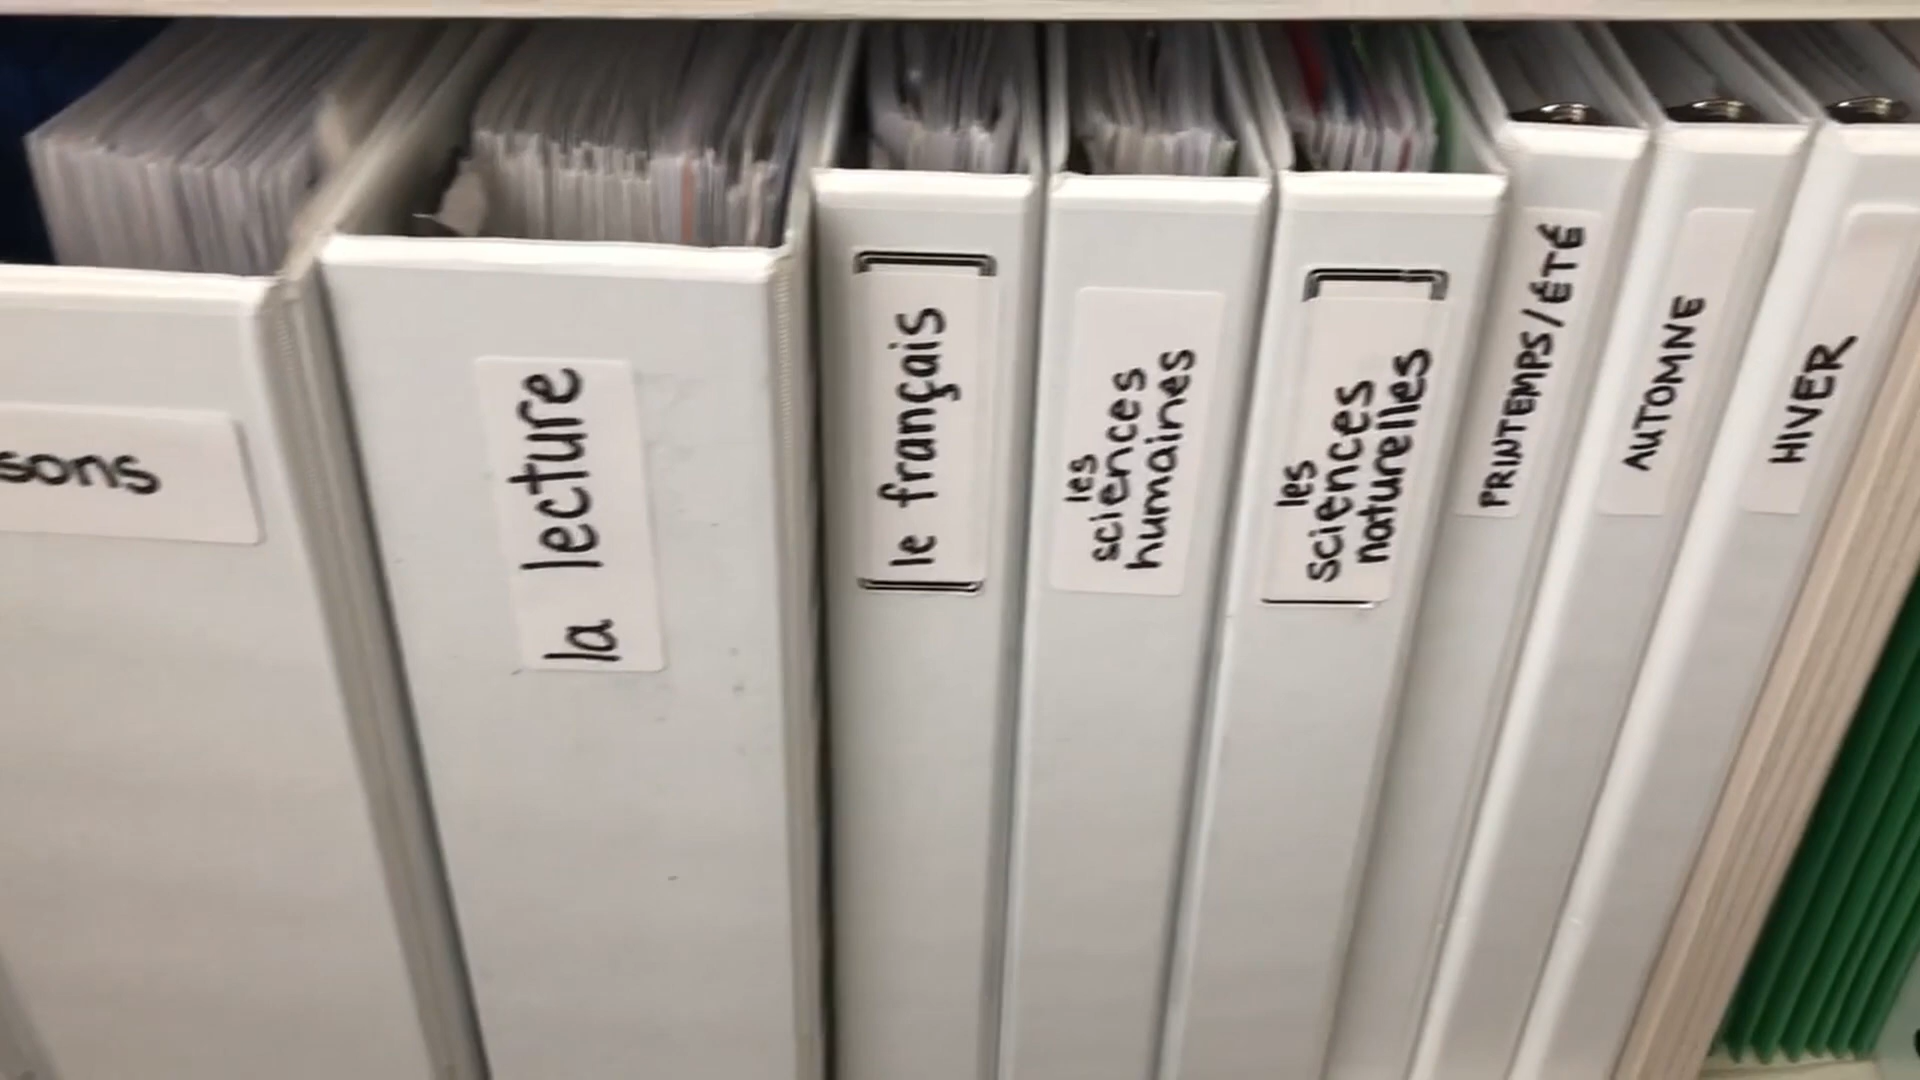 sons
la lecture
le français
les
sciences
humaines
les
sciences
naturelles
PRINTEMPS/ÉTÉ
AUTOMNE
HIVER